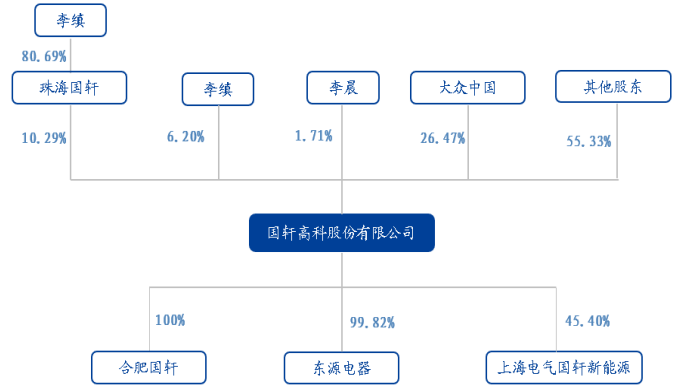 李缜
80.69%
珠海国轩
李缜
李晨
大众中国
其他股东
10.29%
6.20%
1.71%
26.47%
55.33%
国轩高科股份有限公司
100%
99.82%
45.40%
合肥国轩
东源电器
上海电气国轩新能源